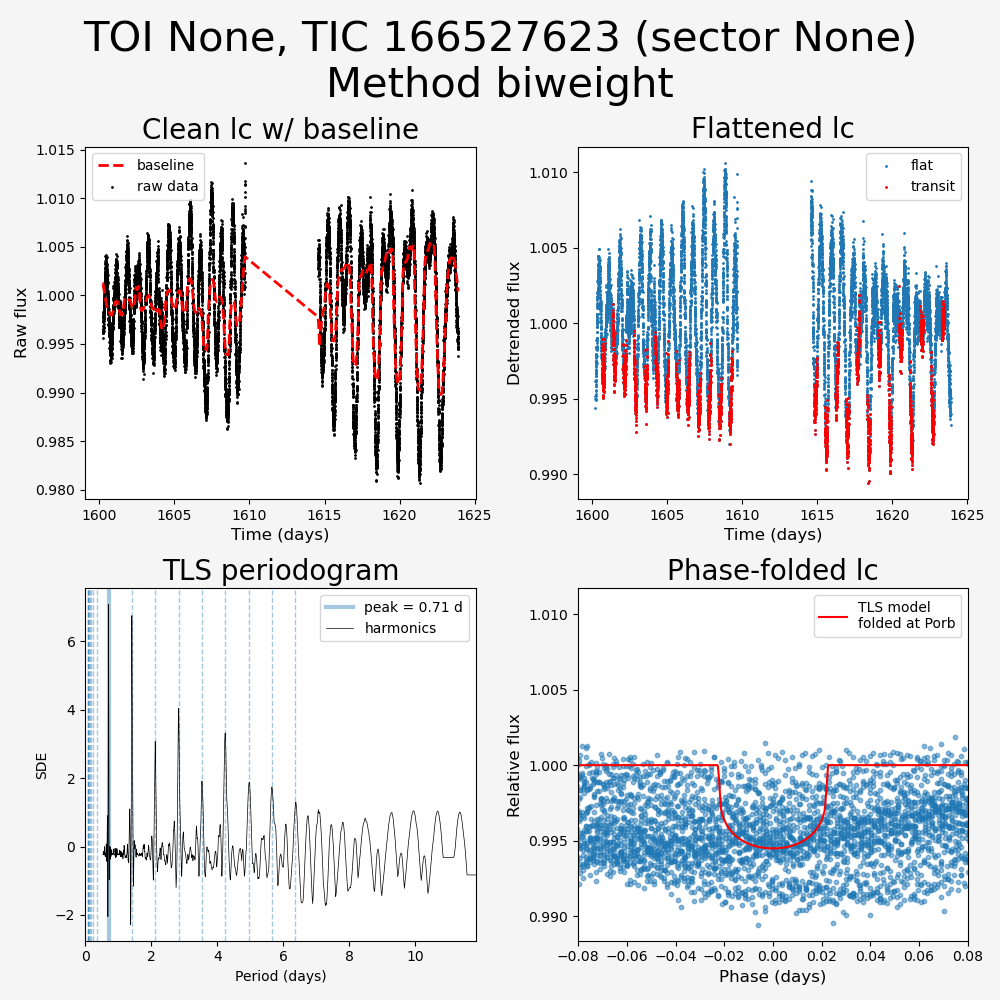 TOI None, TIC 166527623 (sector None)
Method biweight
Clean lc w/ baseline
Flattened lc
baseline
raw data
flat
transit
1.015
1.010
1.005
1.000
0.995
0.990
0.985
0.980
Raw flux
1600 1605 1610 1615 1620 1625
Time (days)
1.010
1.005
1.000
0.995
0.990
Detrended flux
1600 1605 1610 1615 1620 1625
Time (days)
TLS periodogram
Phase-folded lc
peak = 0.71 d
harmonics
6
4
2
0
−2
SDE
0 2 4 6 8 10
Period (days)
TLS model
folded at Porb
1.010
1.005
1.000
0.995
0.990
Relative flux
−0.08 −0.06 −0.04 −0.02 0.00 0.02 0.04 0.06 0.08
Phase (days)